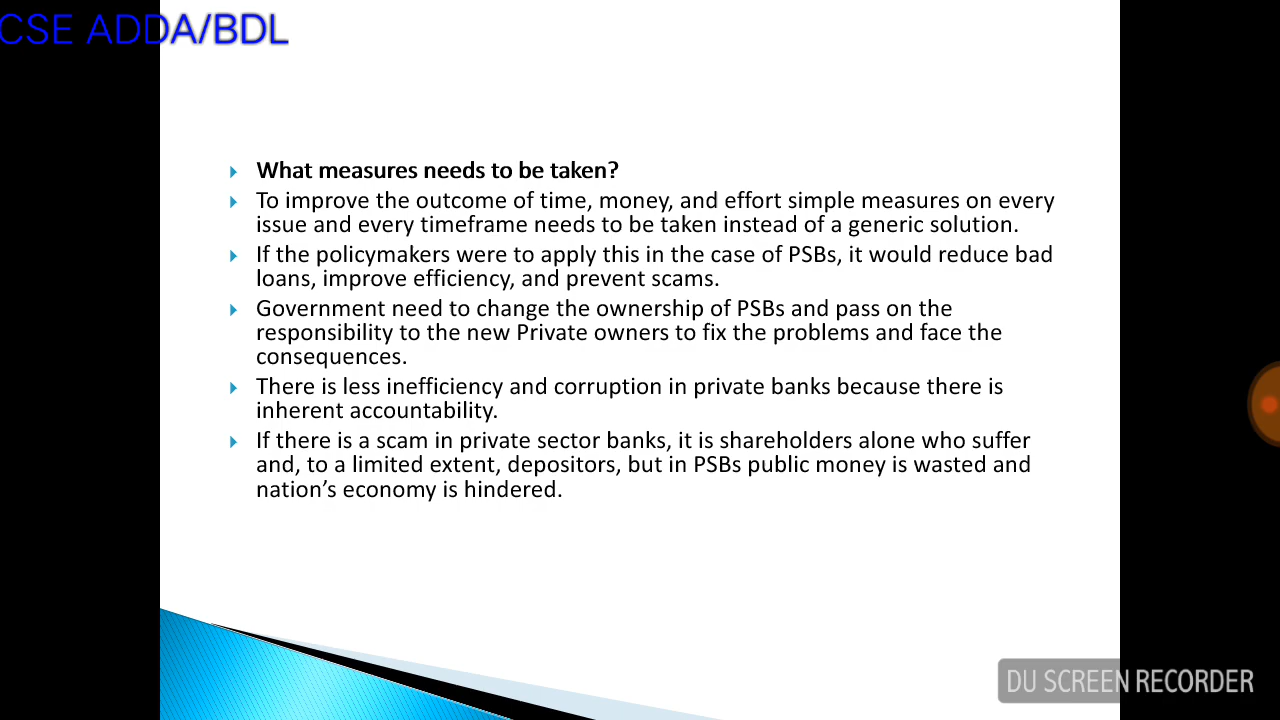 CSE ADDA/BDL
What measures needs to be taken?
To improve the outcome of time, money, and effort simple measures on every
issue and every timeframe needs to be taken instead of a generic solution.
If the policymakers were to apply this in the case of PSBs, it would reduce bad
loans, improve efficiency, and prevent scams.
Government need to change the ownership of PSBs and pass on the
responsibility to the new Private owners to fix the problems and face the
consequences.
There is less inefficiency and corruption in private banks because there is
inherent accountability.
If there is a scam in private sector banks, it is shareholders alone who suffer
and, to a limited extent, depositors, but in PSBs public money is wasted and
nation’s economy is hindered.
DU SCREEN RECORDER